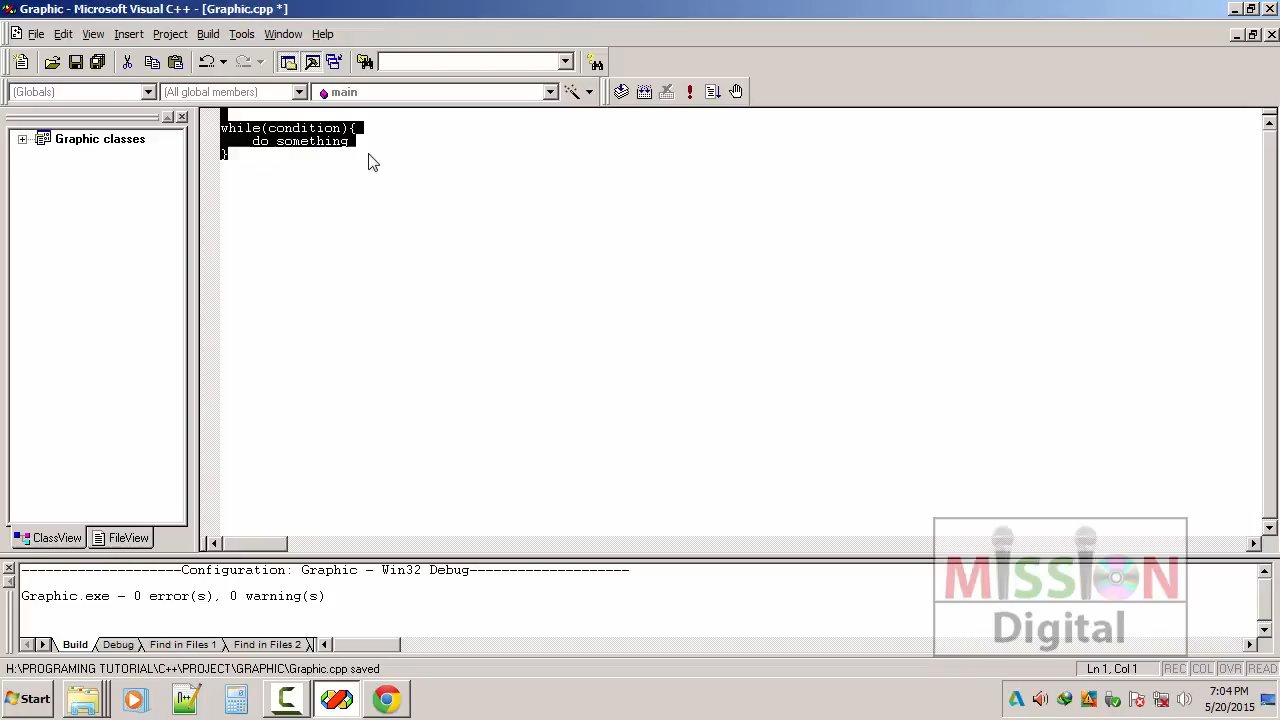 Graphic - Microsoft Visual C++ - [Graphic.cpp *]
File Edit View Insert Project Build Tools Window Help
(Globals) (All global members) main
Graphic classes
while(condition){
do something
}
ClassView FileView
--------------------Configuration: Graphic - Win32 Debug--------------------
Graphic.exe - 0 error(s), 0 warning(s)
Build Debug Find in Files 1 Find in Files 2
H:\PROGRAMING TUTORIAL\C++\PROJECT\GRAPHIC\Graphic.cpp saved
Ln 1, Col 1 REC COL OVR READ
MISSION
Digital
Start
7:04 PM
5/20/2015